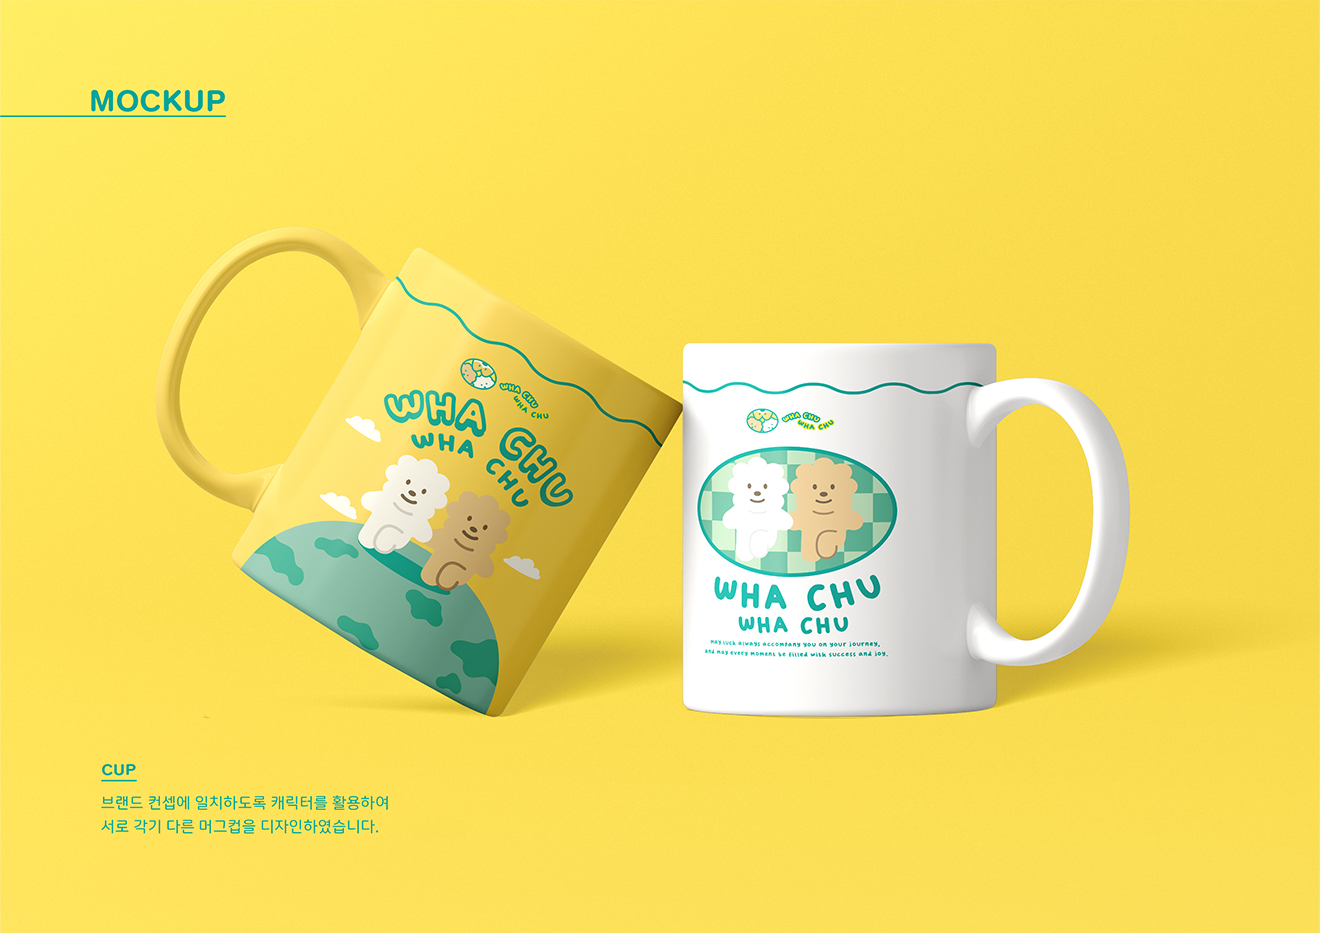 MOCKUP
WHA CHU
WHA CHU
WHA CHU
WHA CHU
WHA CHU
WHA CHU
WHA CHU
WHA CHU
May luck always accompany you on your journey,
and may every moment be filled with success and joy.
CUP
브랜드 컨셉에 일치하도록 캐릭터를 활용하여
서로 각기 다른 머그컵을 디자인하였습니다.